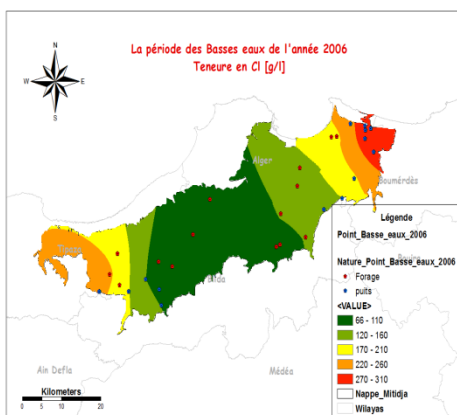 La période des Basses eaux de l'année 2006
Teneure en Cl [g/l]
N
W
E
S
Alger
Boumérdès
Tipaza
Blida
Bouira
Ain Defla
Médéa
Kilometers
0 5 10 20
Légende
Point_Basse_eaux_2006
Nature_Point_Basse_eaux_2006
Forage
puits
<VALUE>
66 - 110
120 - 160
170 - 210
220 - 260
270 - 310
Nappe_Mitidja
Wilayas